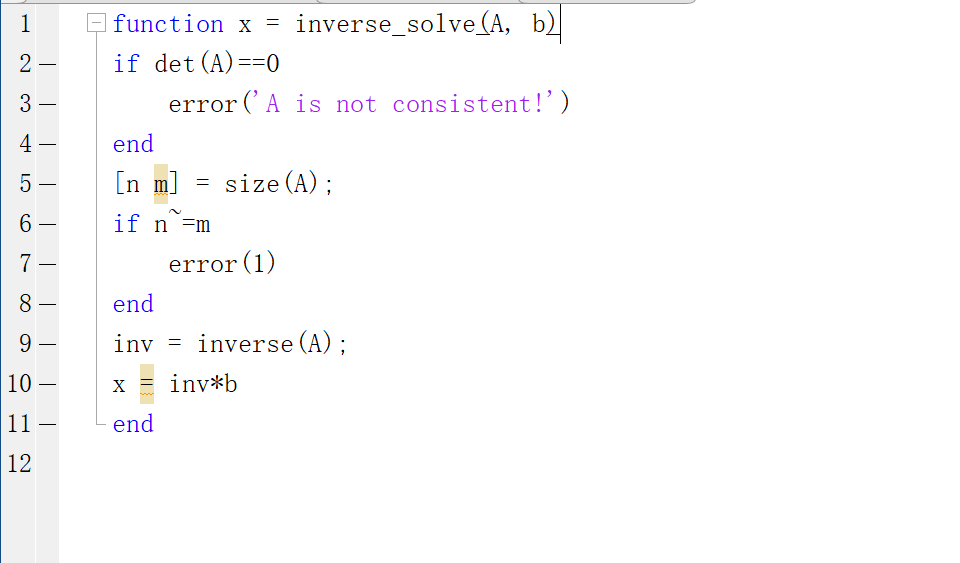 1 function x = inverse_solve(A, b)
2 if det(A)==0
3 error('A is not consistent!')
4 end
5 [n m] = size(A);
6 if n~=m
7 error(1)
8 end
9 inv = inverse(A);
10 x = inv*b
11 end
12